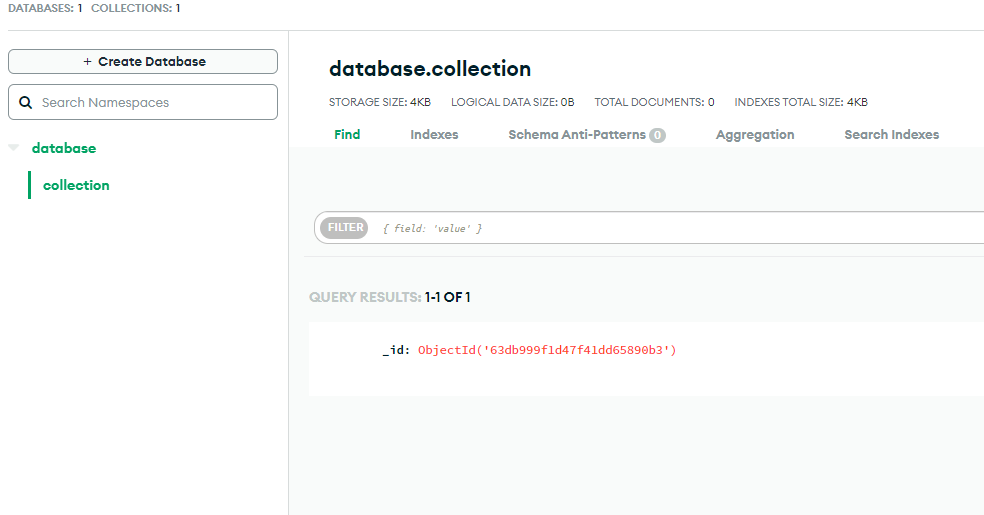 DATABASES: 1 COLLECTIONS: 1
+ Create Database
Search Namespaces
database
collection
database.collection
STORAGE SIZE: 4KB LOGICAL DATA SIZE: 0B TOTAL DOCUMENTS: 0 INDEXES TOTAL SIZE: 4KB
Find Indexes Schema Anti-Patterns 0 Aggregation Search Indexes
FILTER { field: 'value' }
QUERY RESULTS: 1-1 OF 1
_id: ObjectId('63db999f1d47f41dd65890b3')